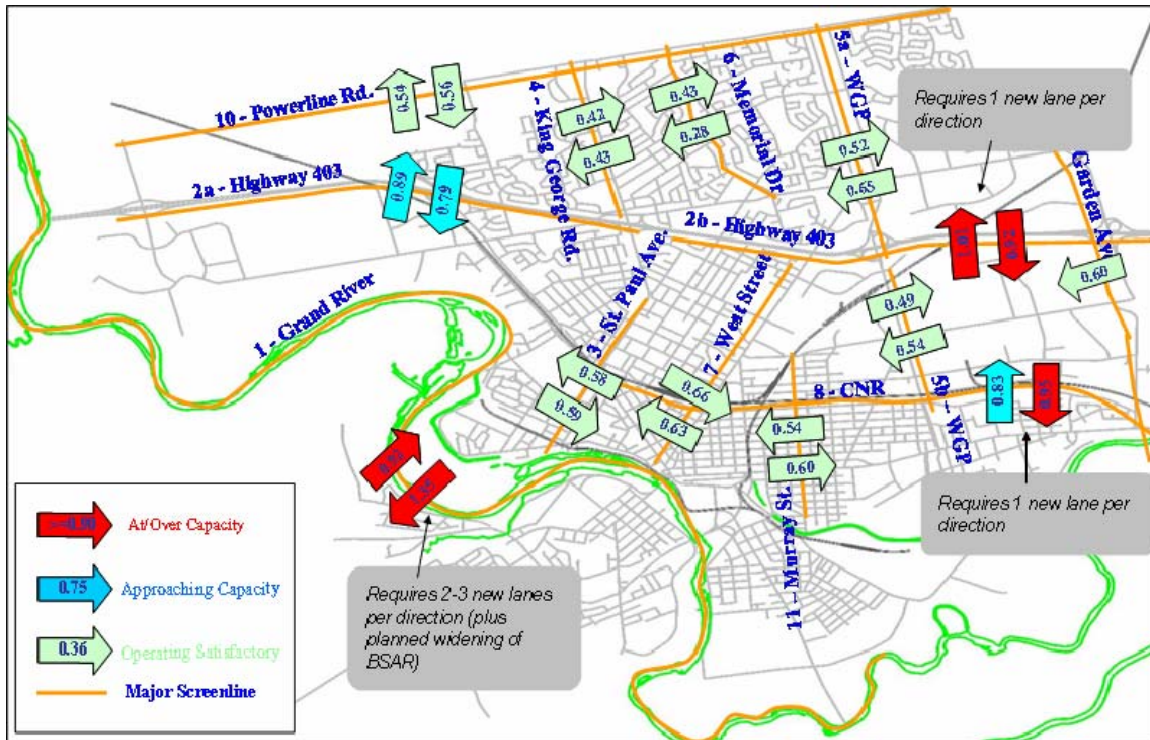 10 - Powerline Rd.
0.54
0.56
4 - King George Rd.
0.42
0.43
0.43
0.28
6 - Memorial Dr
5a - WGP
0.52
0.65
Requires 1 new lane per
direction
Garden Av
2a - Highway 403
0.89
0.79
2b - Highway 403
0.92
0.60
1 - Grand River
3 - St. Paul Ave.
7 - West Street
0.49
0.54
0.58
0.59
0.66
0.63
8 - CNR
5b - WGP
0.83
0.95
0.54
0.60
11 - Murray St.
1.35
Requires 1 new lane per
direction
Requires 2-3 new lanes
per direction (plus
planned widening of
BSAR)
>=0.90
At/Over Capacity
0.75
Approaching Capacity
0.36
Operating Satisfactory
Major Screenline